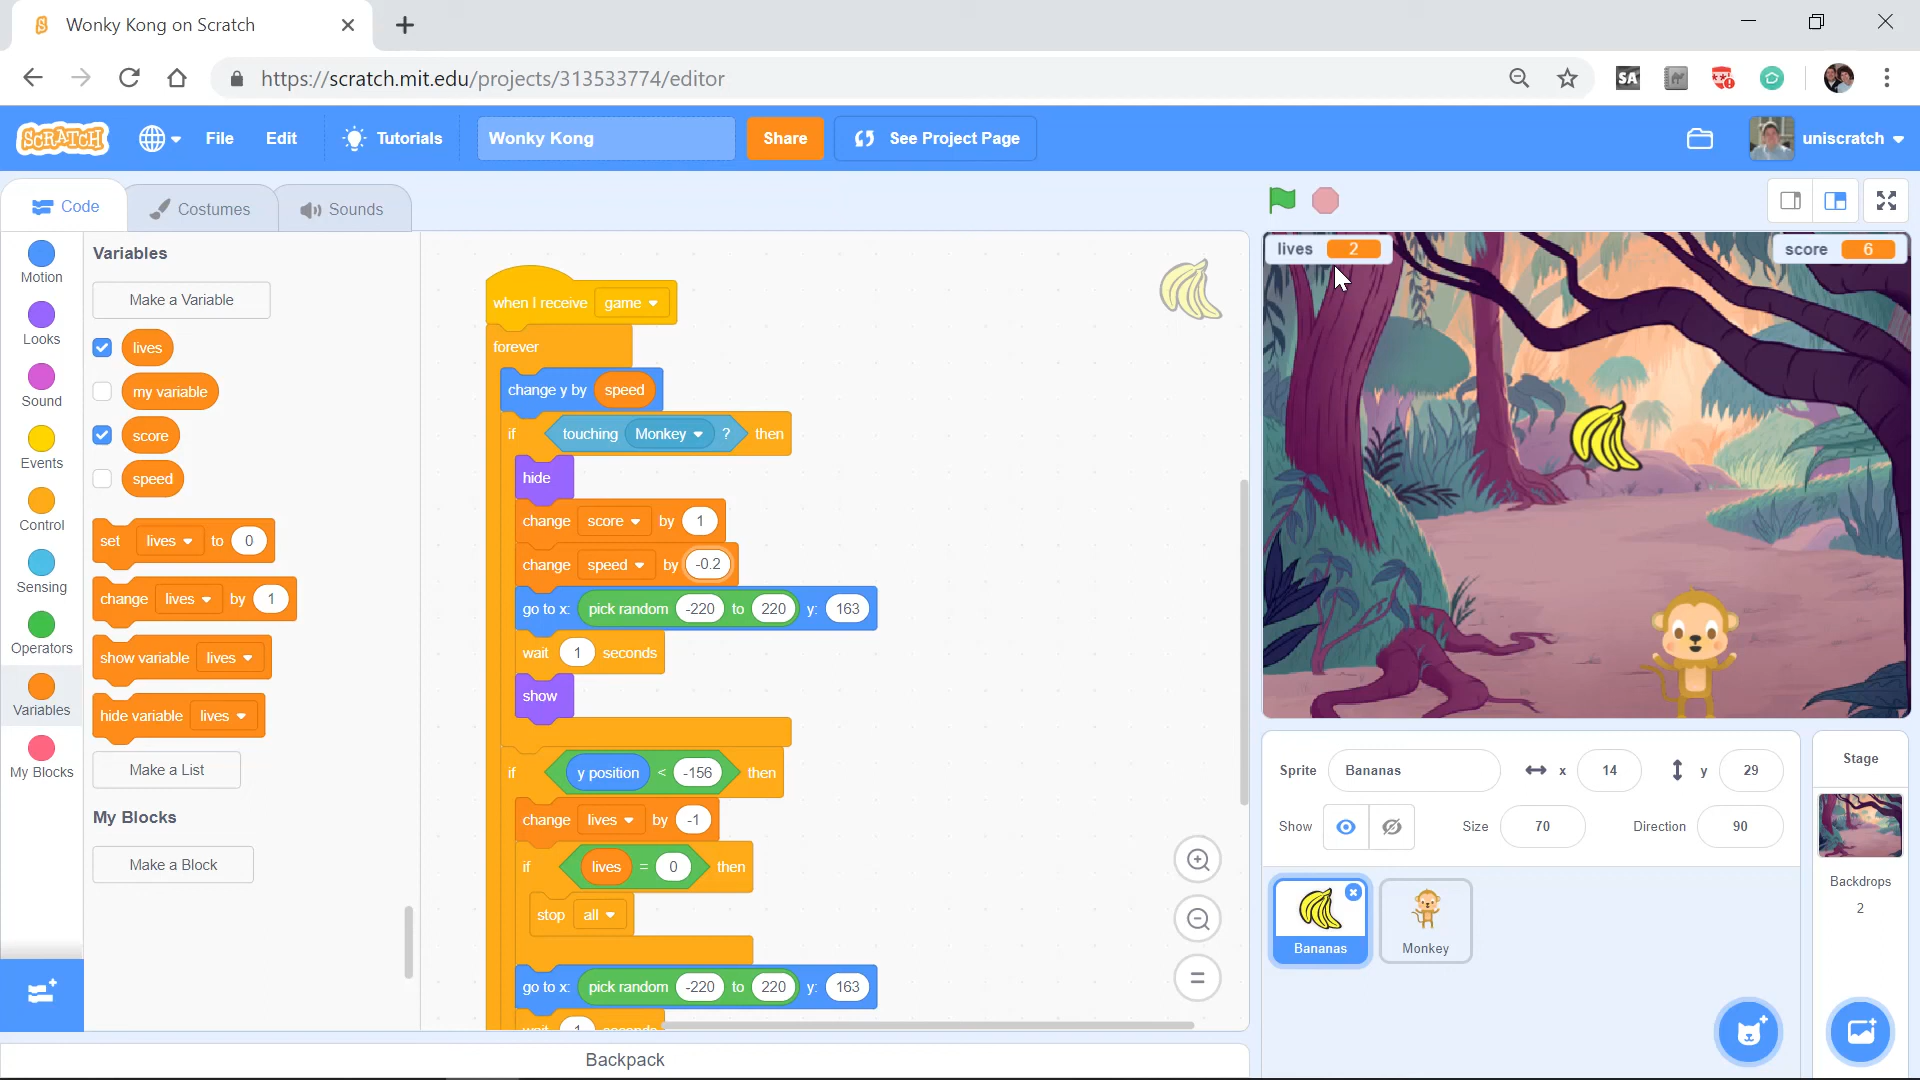 Wonky Kong on Scratch
https://scratch.mit.edu/projects/313533774/editor
SA
SCRATCH
File
Edit
Tutorials
Wonky Kong
Share
See Project Page
uniscratch
Code
Costumes
Sounds
Motion
Looks
Sound
Events
Control
Sensing
Operators
Variables
My Blocks
Variables
Make a Variable
lives
my variable
score
speed
set lives to 0
change lives by 1
show variable lives
hide variable lives
Make a List
My Blocks
Make a Block
when I receive game
forever
change y by speed
if touching Monkey ? then
hide
change score by 1
change speed by -0.2
go to x: pick random -220 to 220 y: 163
wait 1 seconds
show
if y position < -156 then
change lives by -1
if lives = 0 then
stop all
go to x: pick random -220 to 220 y: 163
wait 1 seconds
Backpack
lives 2
score 6
Sprite Bananas x 14 y 29
Show Size 70 Direction 90
Bananas
Monkey
Stage
Backdrops
2